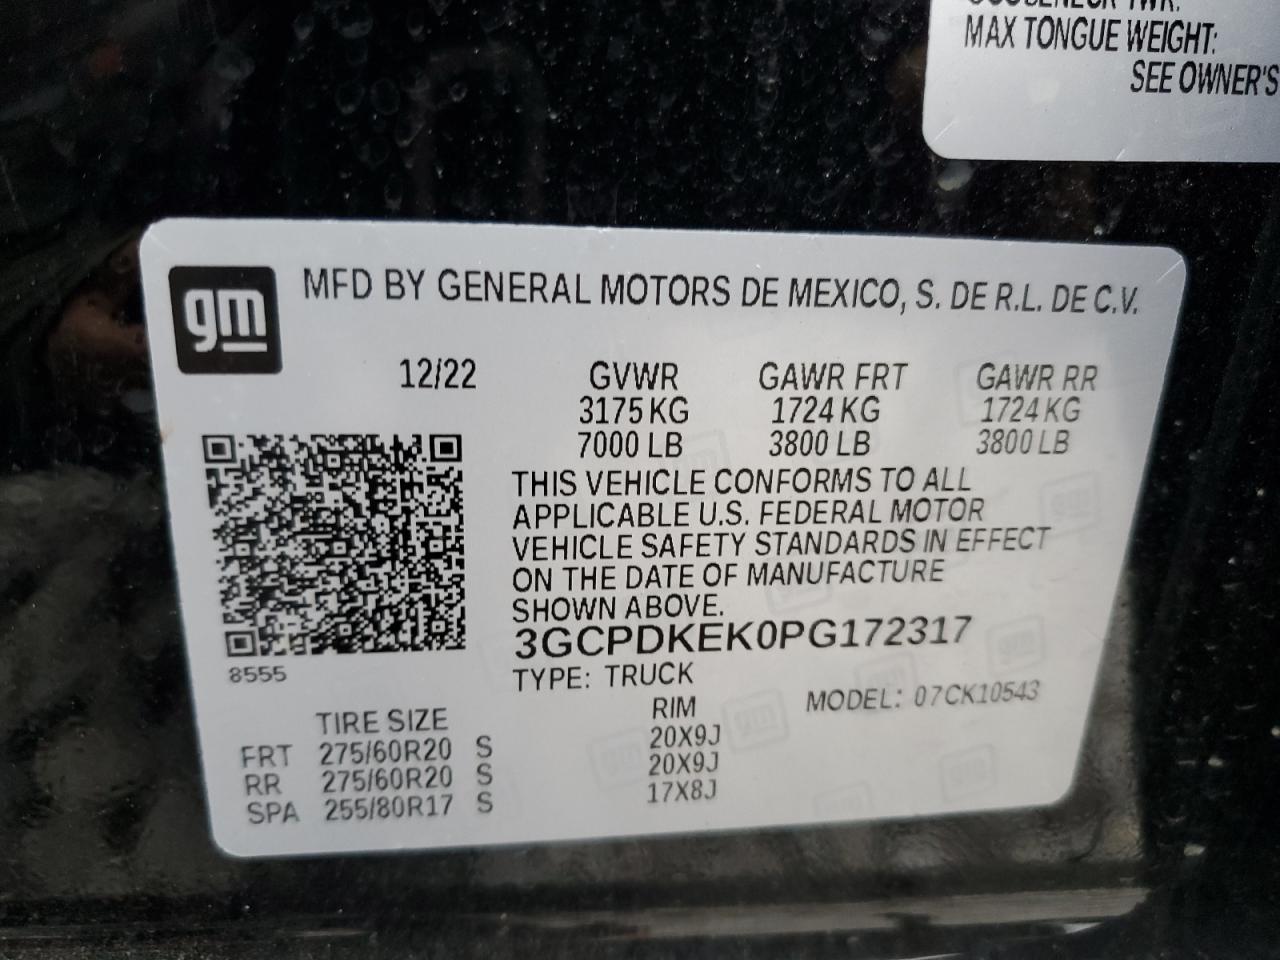 MAX TONGUE WEIGHT:
SEE OWNER'S
gm
MFD BY GENERAL MOTORS DE MEXICO, S. DE R.L. DE C.V.
12/22 GVWR GAWR FRT GAWR RR
3175 KG 1724 KG 1724 KG
7000 LB 3800 LB 3800 LB
THIS VEHICLE CONFORMS TO ALL
APPLICABLE U.S. FEDERAL MOTOR
VEHICLE SAFETY STANDARDS IN EFFECT
ON THE DATE OF MANUFACTURE
SHOWN ABOVE.
3GCPDKEK0PG172317
8555
TYPE: TRUCK MODEL: 07CK10543
TIRE SIZE RIM
FRT 275/60R20 S 20X9J
RR 275/60R20 S 20X9J
SPA 255/80R17 S 17X8J